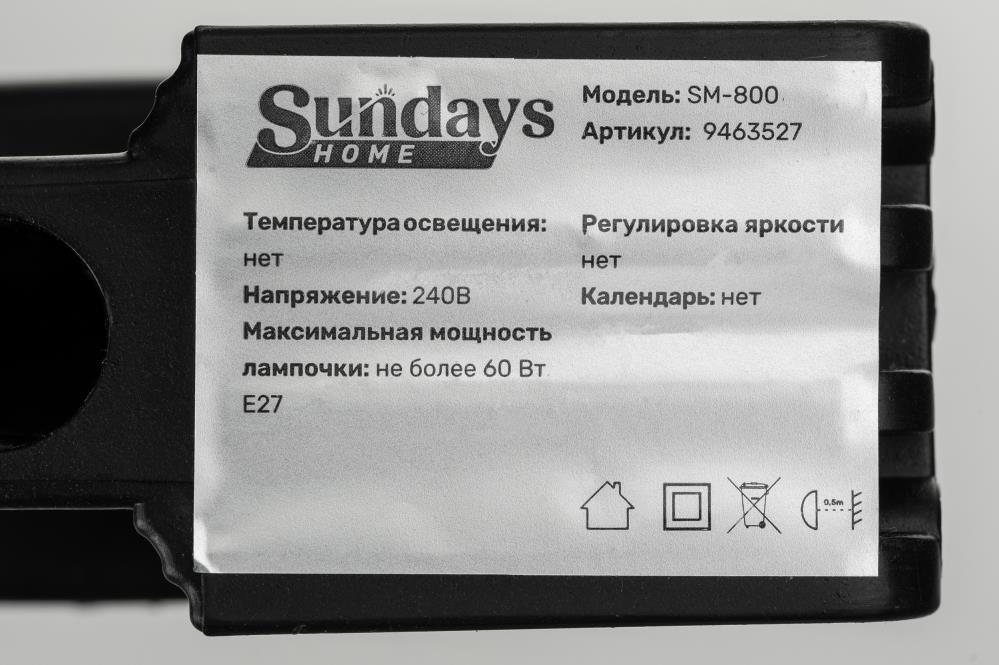 Sundays
HOME
Модель: SM-800
Артикул: 9463527
Температура освещения:
нет
Напряжение: 240В
Максимальная мощность
лампочки: не более 60 Вт
E27
Регулировка яркости
нет
Календарь: нет
0,5m